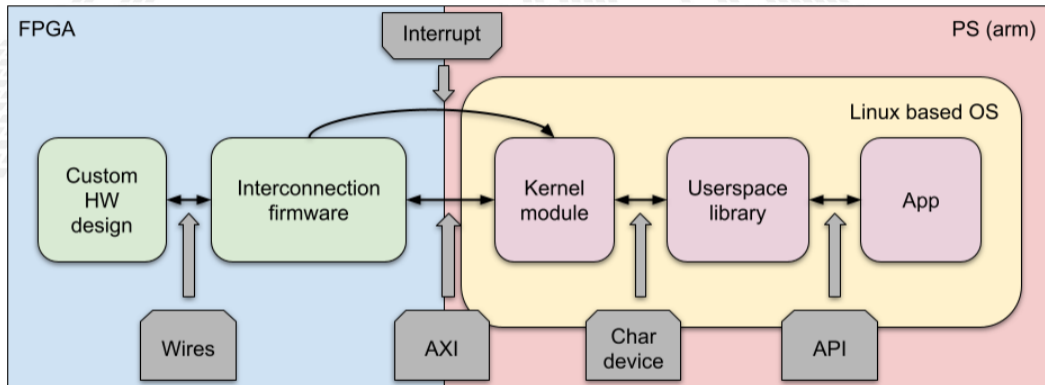 FPGA
Interrupt
PS (arm)
Linux based OS
Custom
HW
design
Interconnection
firmware
Kernel
module
Userspace
library
App
Wires
AXI
Char
device
API